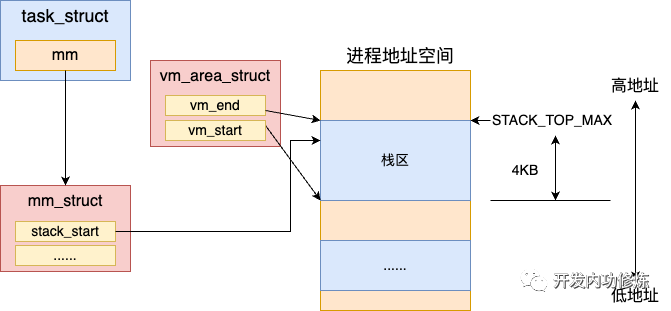 task_struct
mm
进程地址空间
vm_area_struct
vm_end
vm_start
高地址
STACK_TOP_MAX
栈区
4KB
mm_struct
stack_start
......
......
开发内功修炼
低地址